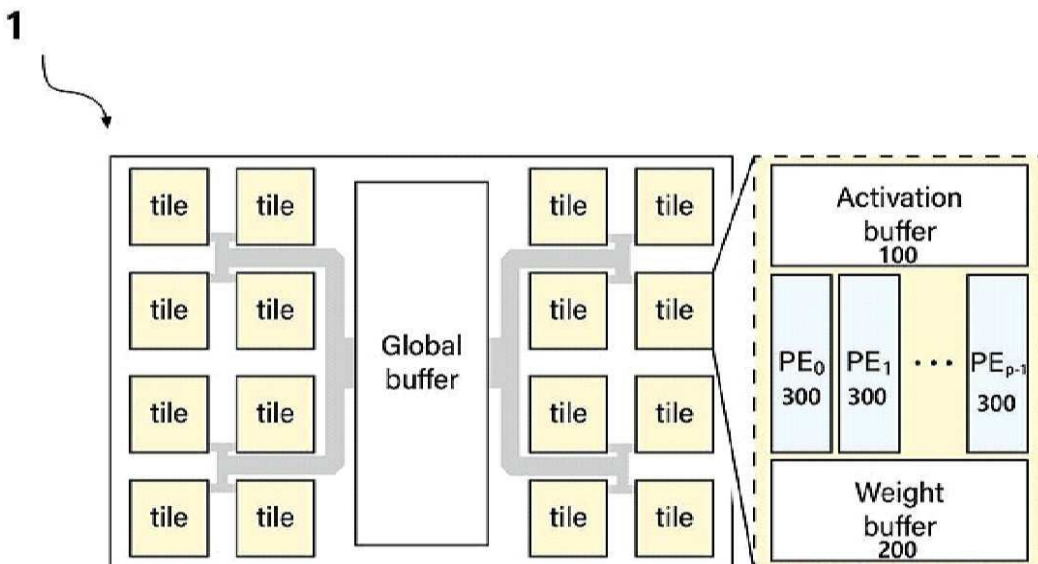 1
tile tile tile tile
tile tile tile tile
Global
buffer
tile tile tile tile
tile tile tile tile
Activation
buffer
100
PE₀ PE₁ ••• PEₚ₋₁
300 300 300
Weight
buffer
200